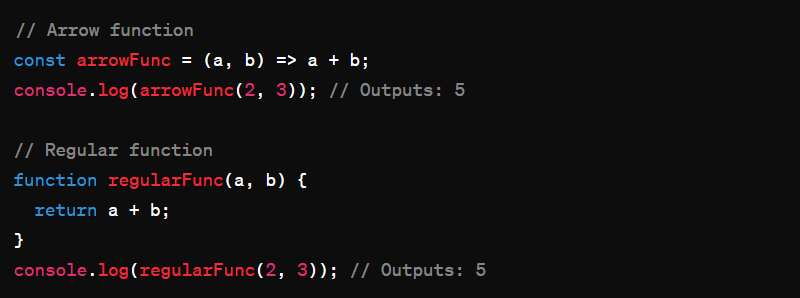 // Arrow function
const arrowFunc = (a, b) => a + b;
console.log(arrowFunc(2, 3)); // Outputs: 5
// Regular function
function regularFunc(a, b) {
  return a + b;
}
console.log(regularFunc(2, 3)); // Outputs: 5